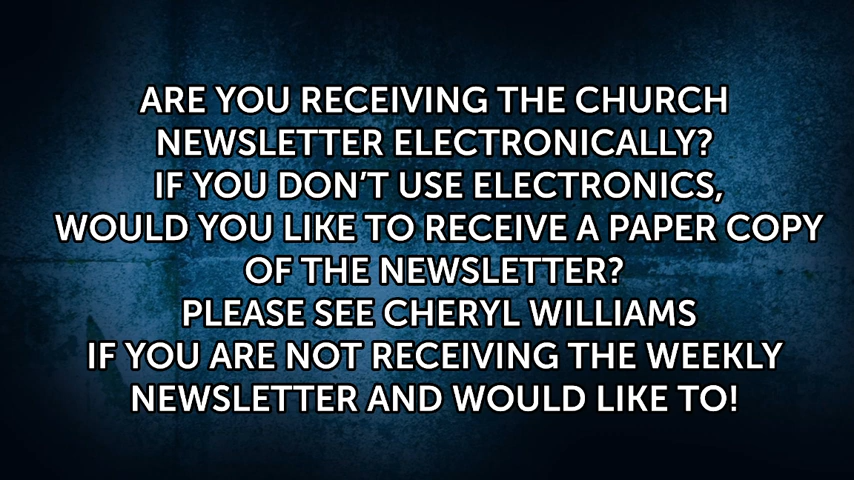 ARE YOU RECEIVING THE CHURCH
NEWSLETTER ELECTRONICALLY?
IF YOU DON’T USE ELECTRONICS,
WOULD YOU LIKE TO RECEIVE A PAPER COPY
OF THE NEWSLETTER?
PLEASE SEE CHERYL WILLIAMS
IF YOU ARE NOT RECEIVING THE WEEKLY
NEWSLETTER AND WOULD LIKE TO!